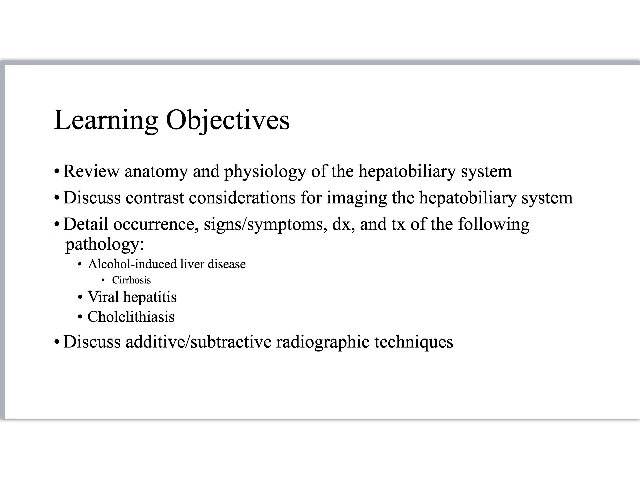 Learning Objectives
• Review anatomy and physiology of the hepatobiliary system
• Discuss contrast considerations for imaging the hepatobiliary system
• Detail occurrence, signs/symptoms, dx, and tx of the following
pathology:
• Alcohol-induced liver disease
• Cirrhosis
• Viral hepatitis
• Cholelithiasis
• Discuss additive/subtractive radiographic techniques